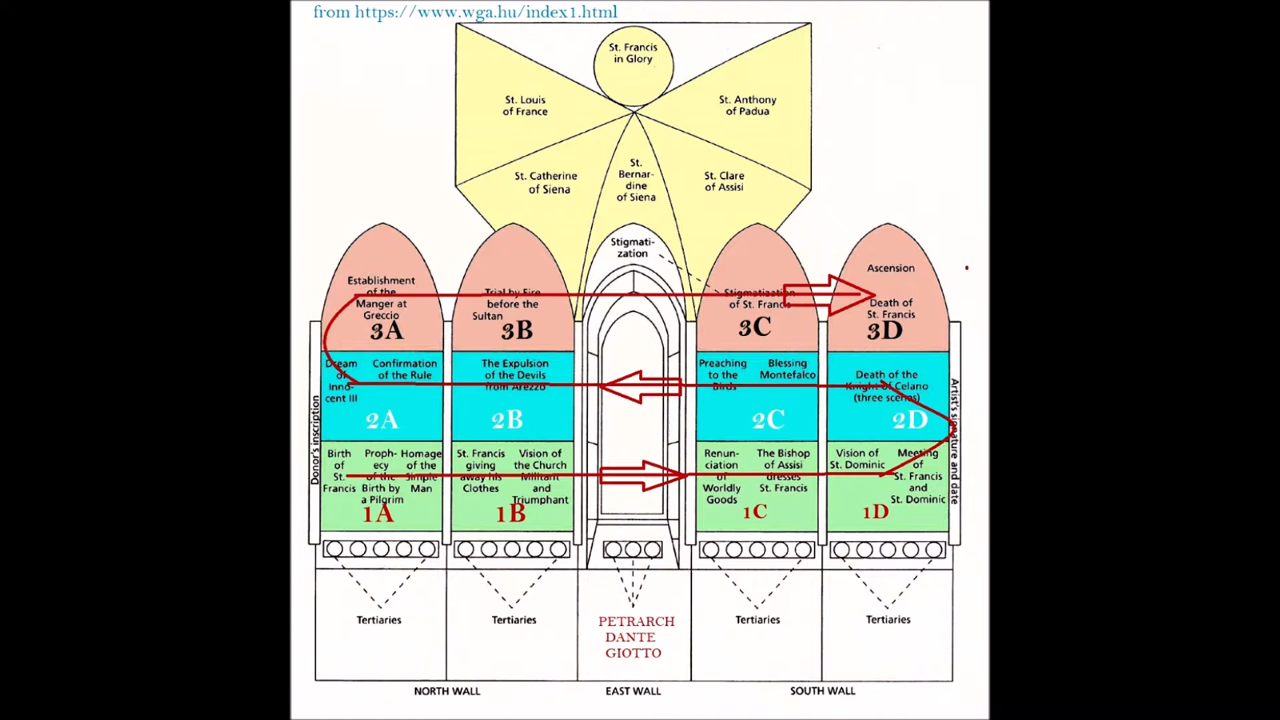 from https://www.wga.hu/index1.html
St. Francis
in Glory
St. Louis
of France
St. Anthony
of Padua
St. Catherine
of Siena
St.
Bernar-
dine
of Siena
St. Clare
of Assisi
Stigmati-
zation
Establishment
of the
Manger at
Greccio
3A
Trial by Fire
before the
Sultan
3B
Stigmatization
of St. Francis
3C
Ascension
Death of
St. Francis
3D
Dream
of
Inno-
cent III
Confirmation
of the Rule
2A
The Expulsion
of the Devils
from Arezzo
2B
Preaching
to the
Birds
Blessing
Montefalco
2C
Death of the
Knight of Celano
(three scenes)
2D
Donor's inscription
Artist's signature and date
Birth
of
St.
Francis
Proph-
ecy
of the
Birth by
a Pilgrim
Homage
of the
Simple
Man
1A
St. Francis
giving
away his
Clothes
Vision of
the Church
Militant
and
Triumphant
1B
Renun-
ciation
of
Worldly
Goods
The Bishop
of Assisi
dresses
St. Francis
1C
Vision of
St. Dominic
Meeting
of
St. Francis
and
St. Dominic
1D
Tertiaries
Tertiaries
PETRARCH
DANTE
GIOTTO
Tertiaries
Tertiaries
NORTH WALL
EAST WALL
SOUTH WALL